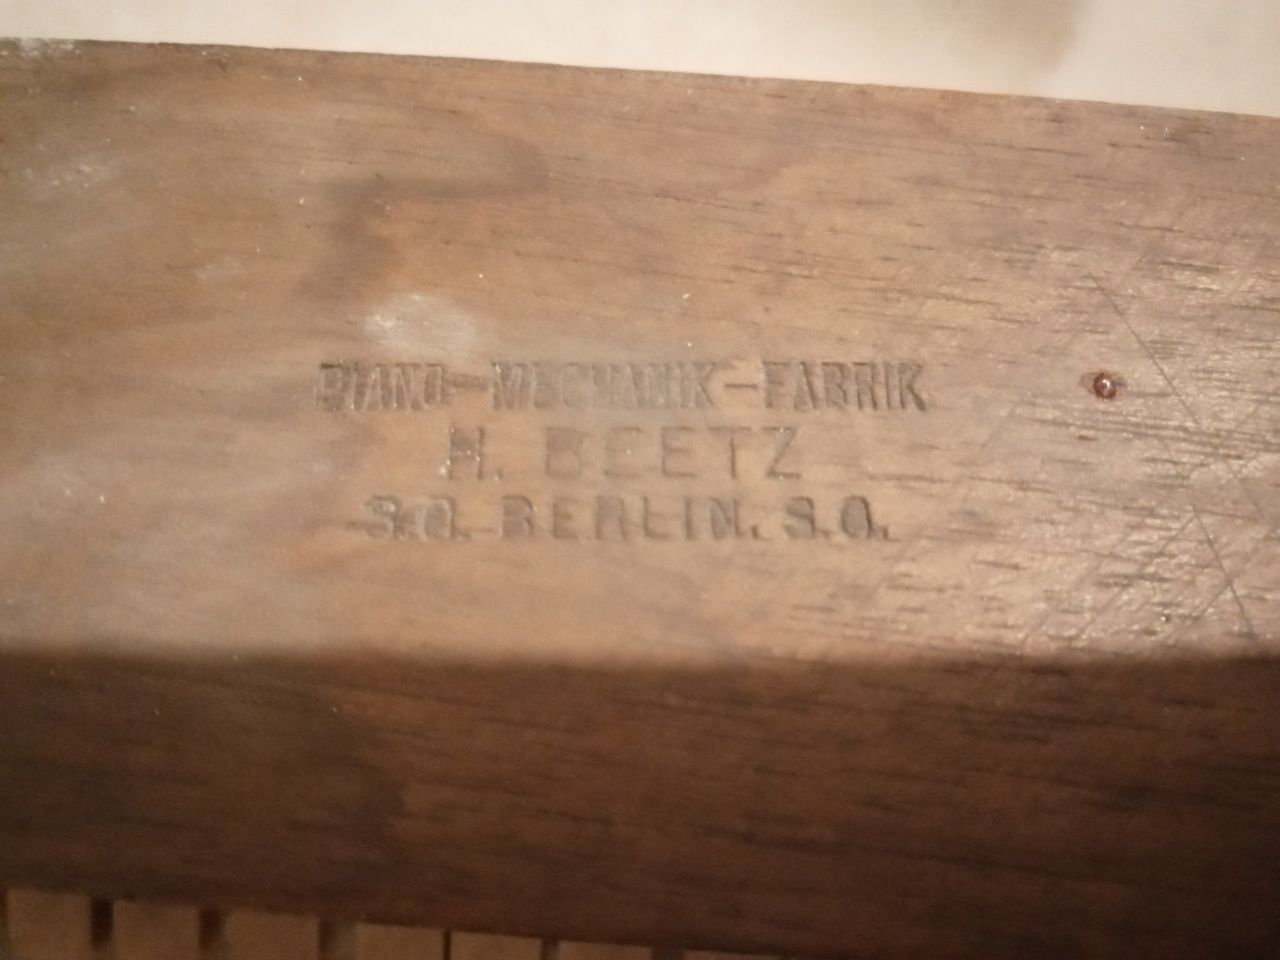 PIANO-MECHANIK-FABRIK
H. BEETZ
S.O. BERLIN. S.O.